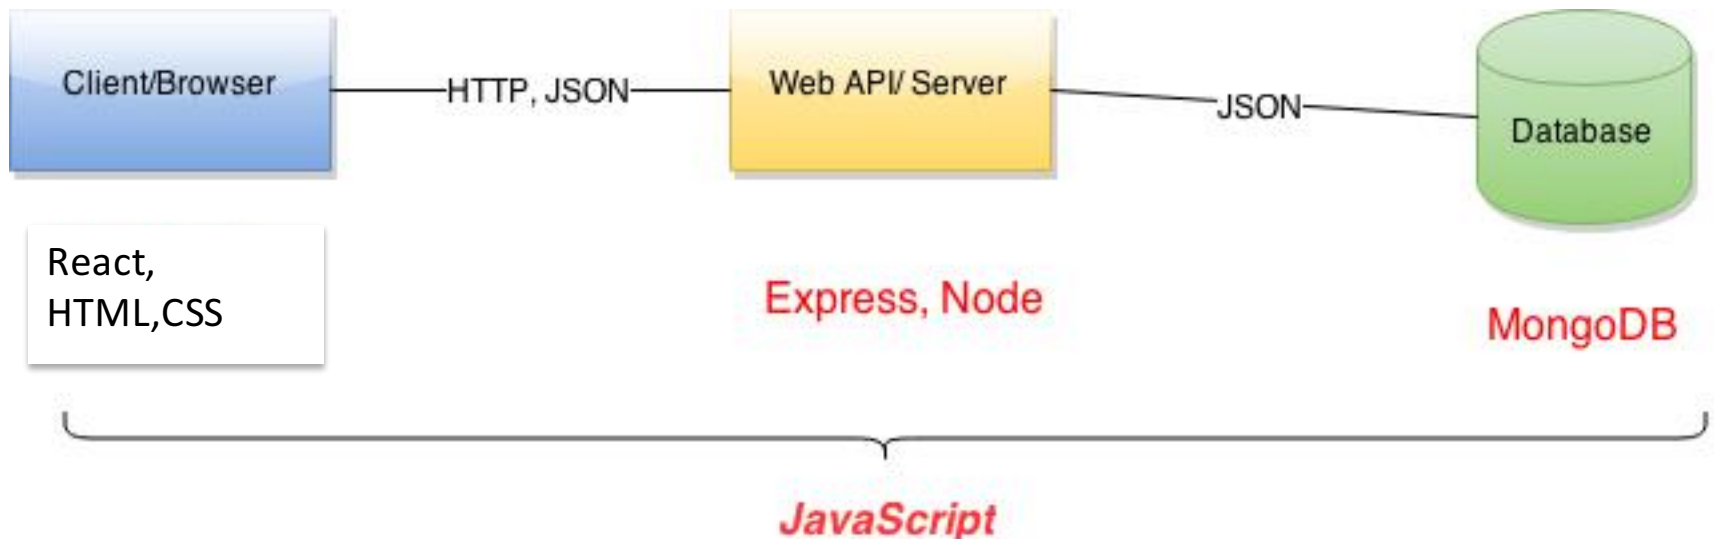 Client/Browser
HTTP, JSON
Web API/ Server
JSON
Database
React,
HTML,CSS
Express, Node
MongoDB
JavaScript